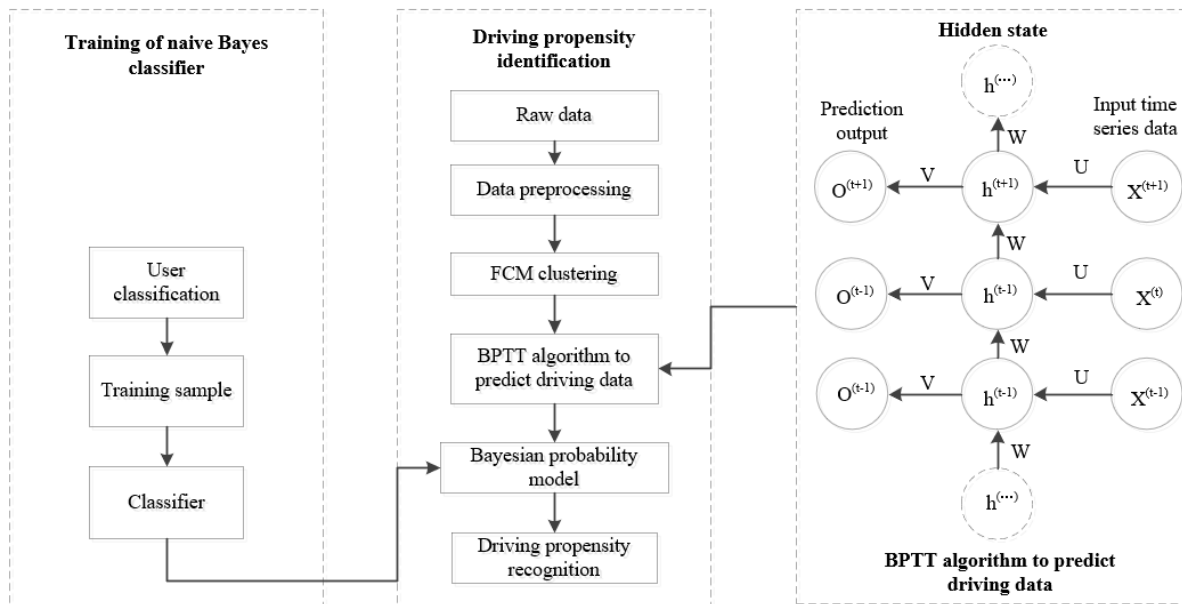 Training of naive Bayes
classifier
User
classification
Training sample
Classifier
Driving propensity
identification
Raw data
Data preprocessing
FCM clustering
BPTT algorithm to
predict driving data
Bayesian probability
model
Driving propensity
recognition
Hidden state
h(···)
Prediction
output
Input time
series data
W
O(t+1)
V
h(t+1)
U
X(t+1)
W
O(t-1)
V
h(t-1)
U
X(t)
W
O(t-1)
V
h(t-1)
U
X(t-1)
W
h(···)
BPTT algorithm to predict
driving data